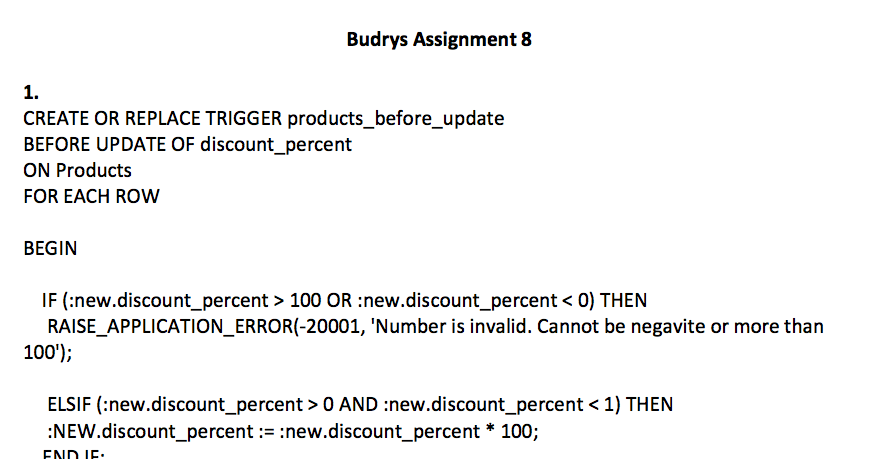 Budrys Assignment 8
1.
CREATE OR REPLACE TRIGGER products_before_update
BEFORE UPDATE OF discount_percent
ON Products
FOR EACH ROW
BEGIN
IF (:new.discount_percent > 100 OR :new.discount_percent < 0) THEN
RAISE_APPLICATION_ERROR(-20001, 'Number is invalid. Cannot be negavite or more than
100');
ELSIF (:new.discount_percent > 0 AND :new.discount_percent < 1) THEN
:NEW.discount_percent := :new.discount_percent * 100;
END IF;